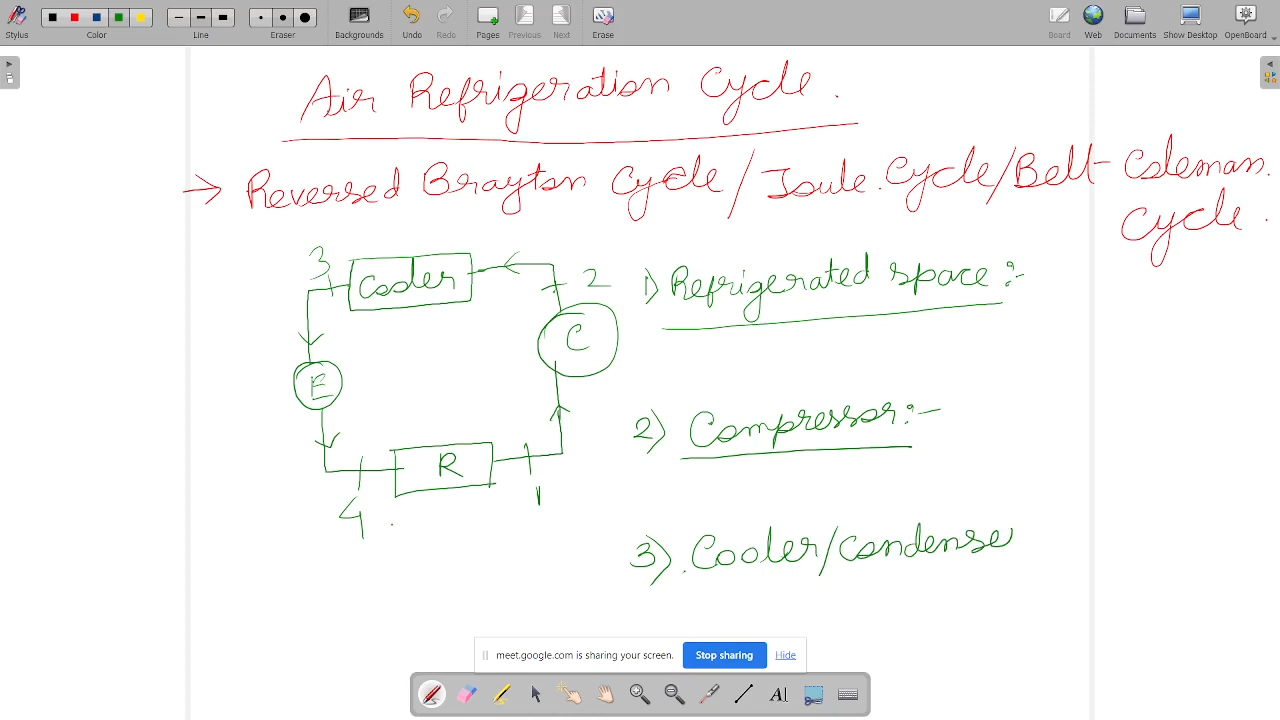 Stylus
Color
Line
Eraser
Backgrounds
Undo
Redo
Pages
Previous
Next
Erase
Board
Web
Documents
Show Desktop
OpenBoard
Air Refrigeration Cycle.
→ Reversed Brayton Cycle/Joule Cycle/Bell-Coleman.
cycle.
3
Cooler
2
C
E
R
4
1
1) Refrigerated space :-
2) Compressor :-
3) Cooler/condense
meet.google.com is sharing your screen.
Stop sharing
Hide
AI